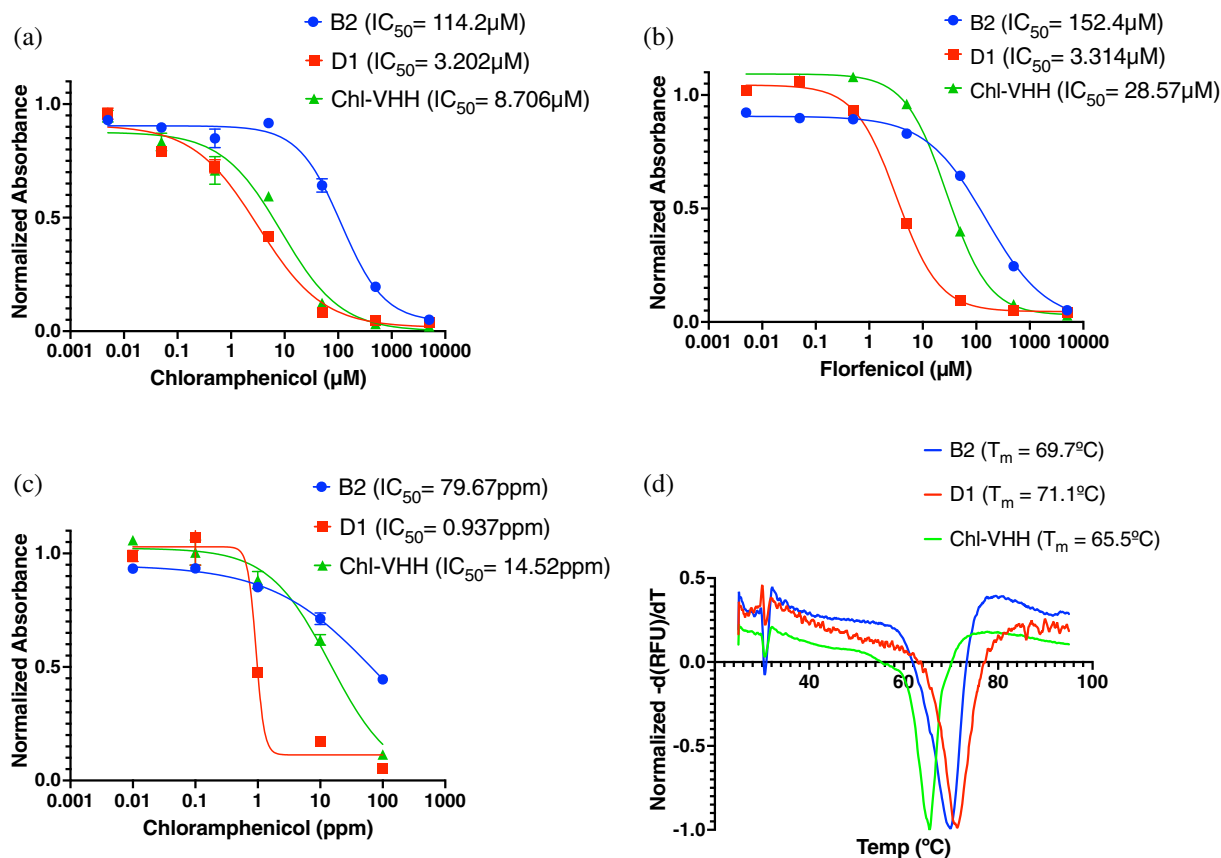 (a)
B2 (IC50= 114.2µM)
D1 (IC50= 3.202µM)
Chl-VHH (IC50= 8.706µM)
Normalized Absorbance
1.0
0.5
0.0
0.001 0.01 0.1 1 10 100 1000 10000
Chloramphenicol (µM)
(b)
B2 (IC50= 152.4µM)
D1 (IC50= 3.314µM)
Chl-VHH (IC50= 28.57µM)
Normalized Absorbance
1.0
0.5
0.0
0.001 0.01 0.1 1 10 100 1000 10000
Florfenicol (µM)
(c)
B2 (IC50= 79.67ppm)
D1 (IC50= 0.937ppm)
Chl-VHH (IC50= 14.52ppm)
Normalized Absorbance
1.0
0.5
0.0
0.001 0.01 0.1 1 10 100 1000
Chloramphenicol (ppm)
(d)
B2 (Tm = 69.7ºC)
D1 (Tm = 71.1ºC)
Chl-VHH (Tm = 65.5ºC)
Normalized -d(RFU)/dT
0.5
0.0
-0.5
-1.0
40 60 80 100
Temp (ºC)